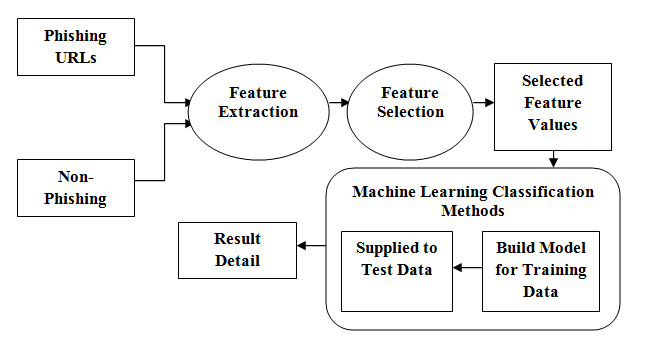 Phishing
URLs
Feature
Extraction
Feature
Selection
Selected
Feature
Values
Non-
Phishing
Machine Learning Classification
Methods
Result
Detail
Supplied to
Test Data
Build Model
for Training
Data